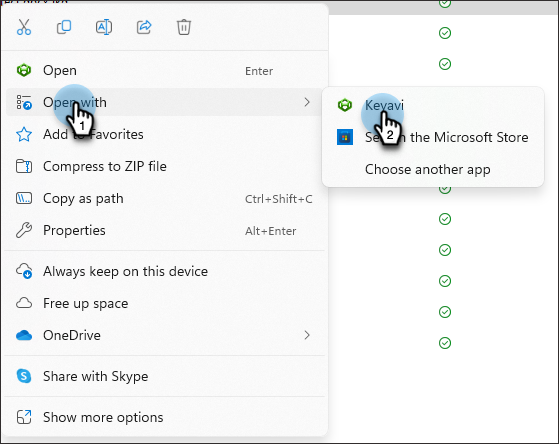 Open Enter
Open with
1
Add to Favorites
Compress to ZIP file
Copy as path Ctrl+Shift+C
Properties Alt+Enter
Always keep on this device
Free up space
OneDrive
Share with Skype
Show more options
Keyavi
2
the Microsoft Store
Choose another app